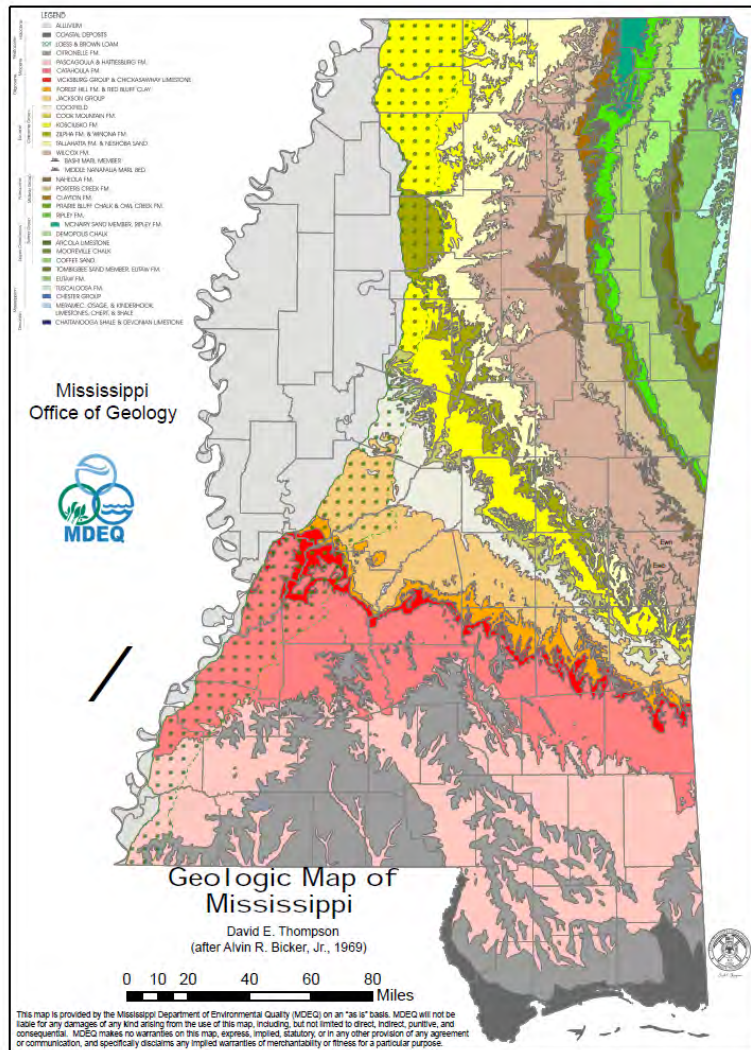 LEGEND
ALLUVIUM
COASTAL DEPOSITS
LOESS & BROWN LOAM
CITRONELLE FM.
PASCAGOULA & HATTIESBURG FM.
CATAHOULA FM.
VICKSBURG GROUP & CHICKASAWHAY LIMESTONE
FOREST HILL FM. & RED BLUFF CLAY
JACKSON GROUP
COCKFIELD
COOK MOUNTAIN FM.
KOSCIUSKO FM.
ZILPHA FM. & WINONA FM.
TALLAHATTA FM. & NESHOBA SAND
WILCOX FM.
BASHI MARL MEMBER
MIDDLE NANAFALIA MARL BED
NAHEOLA FM.
PORTERS CREEK FM.
CLAYTON FM.
PRAIRIE BLUFF CHALK & OWL CREEK FM.
RIPLEY FM.
MCNAIRY SAND MEMBER, RIPLEY FM.
DEMOPOLIS CHALK
ARCOLA LIMESTONE
MOOREVILLE CHALK
COFFEE SAND
TOMBIGBEE SAND MEMBER, EUTAW FM.
EUTAW FM.
TUSCALOOSA FM.
CHESTER GROUP
MERAMEC, OSAGE, & KINDERHOOK
LIMESTONES, CHERT, & SHALE
CHATTANOOGA SHALE & DEVONIAN LIMESTONE
Mississippi
Office of Geology
MDEQ
Ewn
Ewb
Geologic Map of
Mississippi
David E. Thompson
(after Alvin R. Bicker, Jr., 1969)
0 10 20 40 60 80
Miles
This map is provided by the Mississippi Department of Environmental Quality (MDEQ) on an "as is" basis. MDEQ will not be
liable for any damages of any kind arising from the use of this map, including, but not limited to direct, indirect, punitive, and
consequential. MDEQ makes no warranties on this map, express, implied, statutory, or in any other provision of any agreement
or communication, and specifically disclaims any implied warranties of merchantability or fitness for a particular purpose.